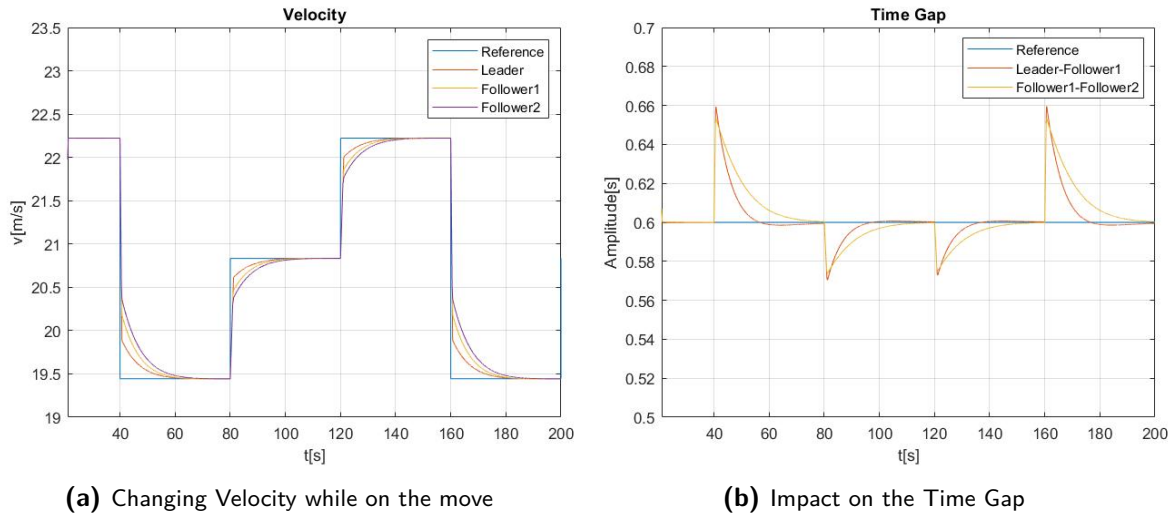 Velocity
23.5
23
22.5
22
21.5
21
20.5
20
19.5
19
v[m/s]
40 60 80 100 120 140 160 180 200
t[s]
Reference
Leader
Follower1
Follower2
(a) Changing Velocity while on the move
Time Gap
0.7
0.68
0.66
0.64
0.62
0.6
0.58
0.56
0.54
0.52
0.5
Amplitude[s]
40 60 80 100 120 140 160 180 200
t[s]
Reference
Leader-Follower1
Follower1-Follower2
(b) Impact on the Time Gap